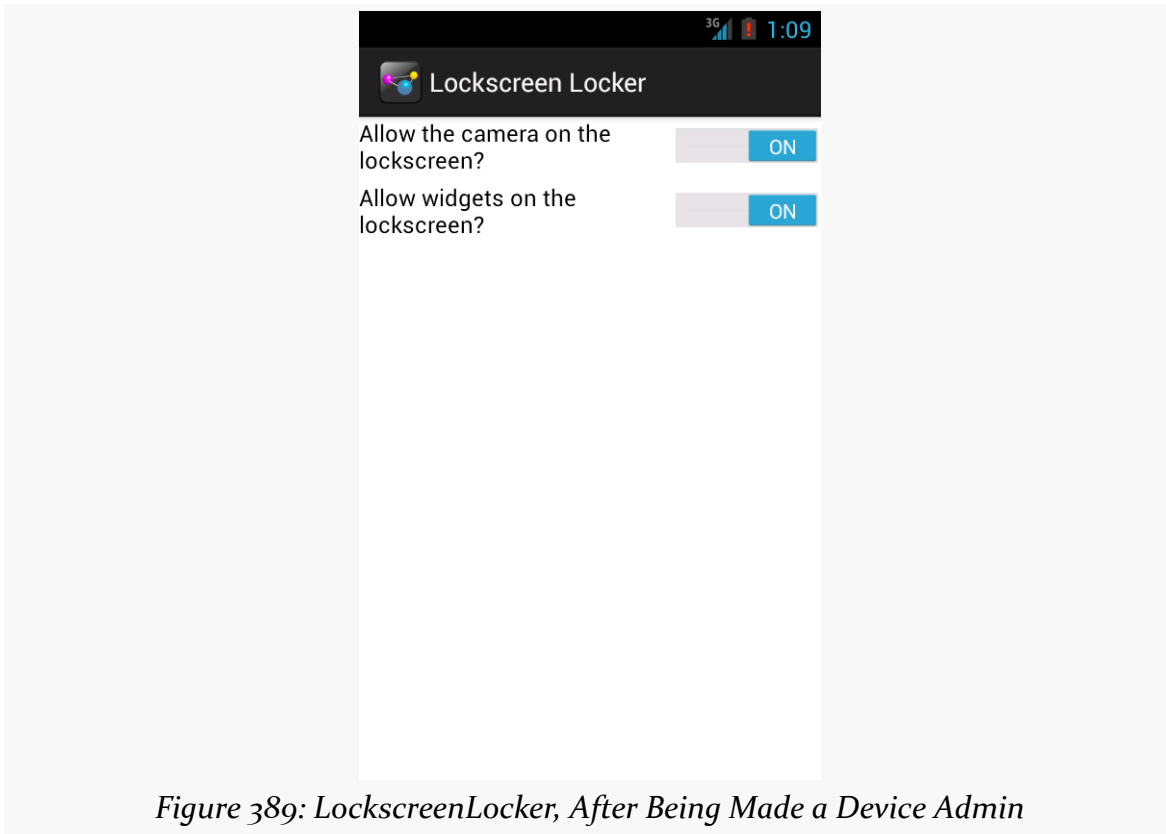 3G 1:09
Lockscreen Locker
Allow the camera on the
lockscreen?
ON
Allow widgets on the
lockscreen?
ON
Figure 389: LockscreenLocker, After Being Made a Device Admin